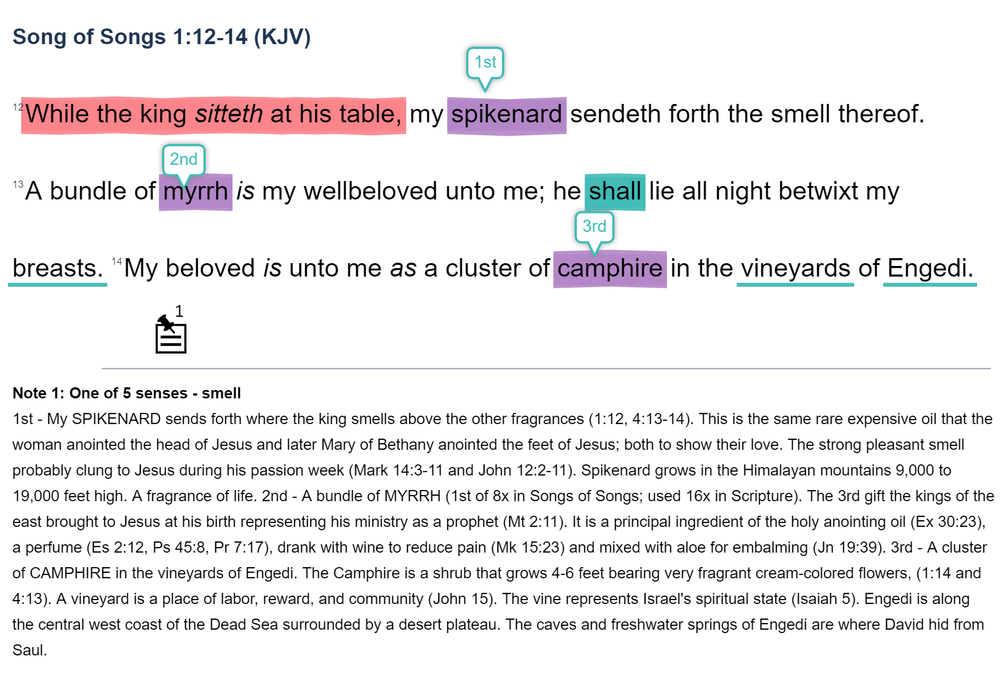 Song of Songs 1:12-14 (KJV)
1st
12While the king sitteth at his table, my spikenard sendeth forth the smell thereof.
2nd
13A bundle of myrrh is my wellbeloved unto me; he shall lie all night betwixt my
3rd
breasts. 14My beloved is unto me as a cluster of camphire in the vineyards of Engedi.
1
Note 1: One of 5 senses - smell
1st - My SPIKENARD sends forth where the king smells above the other fragrances (1:12, 4:13-14). This is the same rare expensive oil that the
woman anointed the head of Jesus and later Mary of Bethany anointed the feet of Jesus; both to show their love. The strong pleasant smell
probably clung to Jesus during his passion week (Mark 14:3-11 and John 12:2-11). Spikenard grows in the Himalayan mountains 9,000 to
19,000 feet high. A fragrance of life. 2nd - A bundle of MYRRH (1st of 8x in Songs of Songs; used 16x in Scripture). The 3rd gift the kings of the
east brought to Jesus at his birth representing his ministry as a prophet (Mt 2:11). It is a principal ingredient of the holy anointing oil (Ex 30:23),
a perfume (Es 2:12, Ps 45:8, Pr 7:17), drank with wine to reduce pain (Mk 15:23) and mixed with aloe for embalming (Jn 19:39). 3rd - A cluster
of CAMPHIRE in the vineyards of Engedi. The Camphire is a shrub that grows 4-6 feet bearing very fragrant cream-colored flowers, (1:14 and
4:13). A vineyard is a place of labor, reward, and community (John 15). The vine represents Israel's spiritual state (Isaiah 5). Engedi is along
the central west coast of the Dead Sea surrounded by a desert plateau. The caves and freshwater springs of Engedi are where David hid from
Saul.